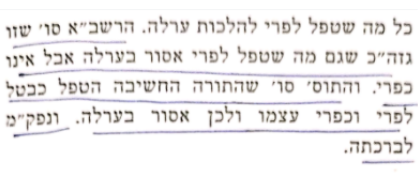 כל מה שטפל לפרי להלכות ערלה. הרשב״א סו׳ שזו
גזה״כ שגם מה שטפל לפרי אסור בערלה אבל אינו
כפרי. והתוס׳ סו׳ שהתורה החשיבה הטפל כבטל
לפרי וכפרי עצמו ולכן אסור בערלה. ונפק״מ
לברכתה.